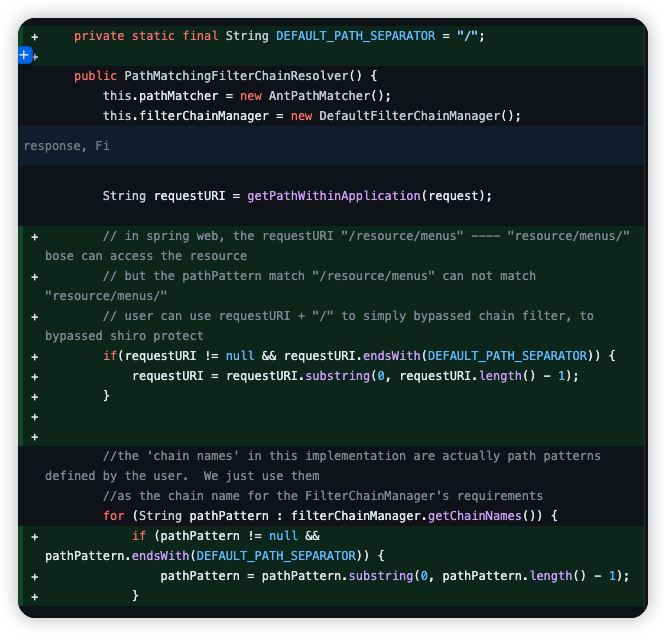 + private static final String DEFAULT_PATH_SEPARATOR = "/";
+ +
public PathMatchingFilterChainResolver() {
this.pathMatcher = new AntPathMatcher();
this.filterChainManager = new DefaultFilterChainManager();
response, Fi
String requestURI = getPathWithinApplication(request);
+ // in spring web, the requestURI "/resource/menus" ---- "resource/menus/"
bose can access the resource
+ // but the pathPattern match "/resource/menus" can not match
"resource/menus/"
+ // user can use requestURI + "/" to simply bypassed chain filter, to
bypassed shiro protect
+ if(requestURI != null && requestURI.endsWith(DEFAULT_PATH_SEPARATOR)) {
+ requestURI = requestURI.substring(0, requestURI.length() - 1);
+ }
+
+
//the 'chain names' in this implementation are actually path patterns
defined by the user.  We just use them
//as the chain name for the FilterChainManager's requirements
for (String pathPattern : filterChainManager.getChainNames()) {
+ if (pathPattern != null &&
pathPattern.endsWith(DEFAULT_PATH_SEPARATOR)) {
+ pathPattern = pathPattern.substring(0, pathPattern.length() - 1);
+ }